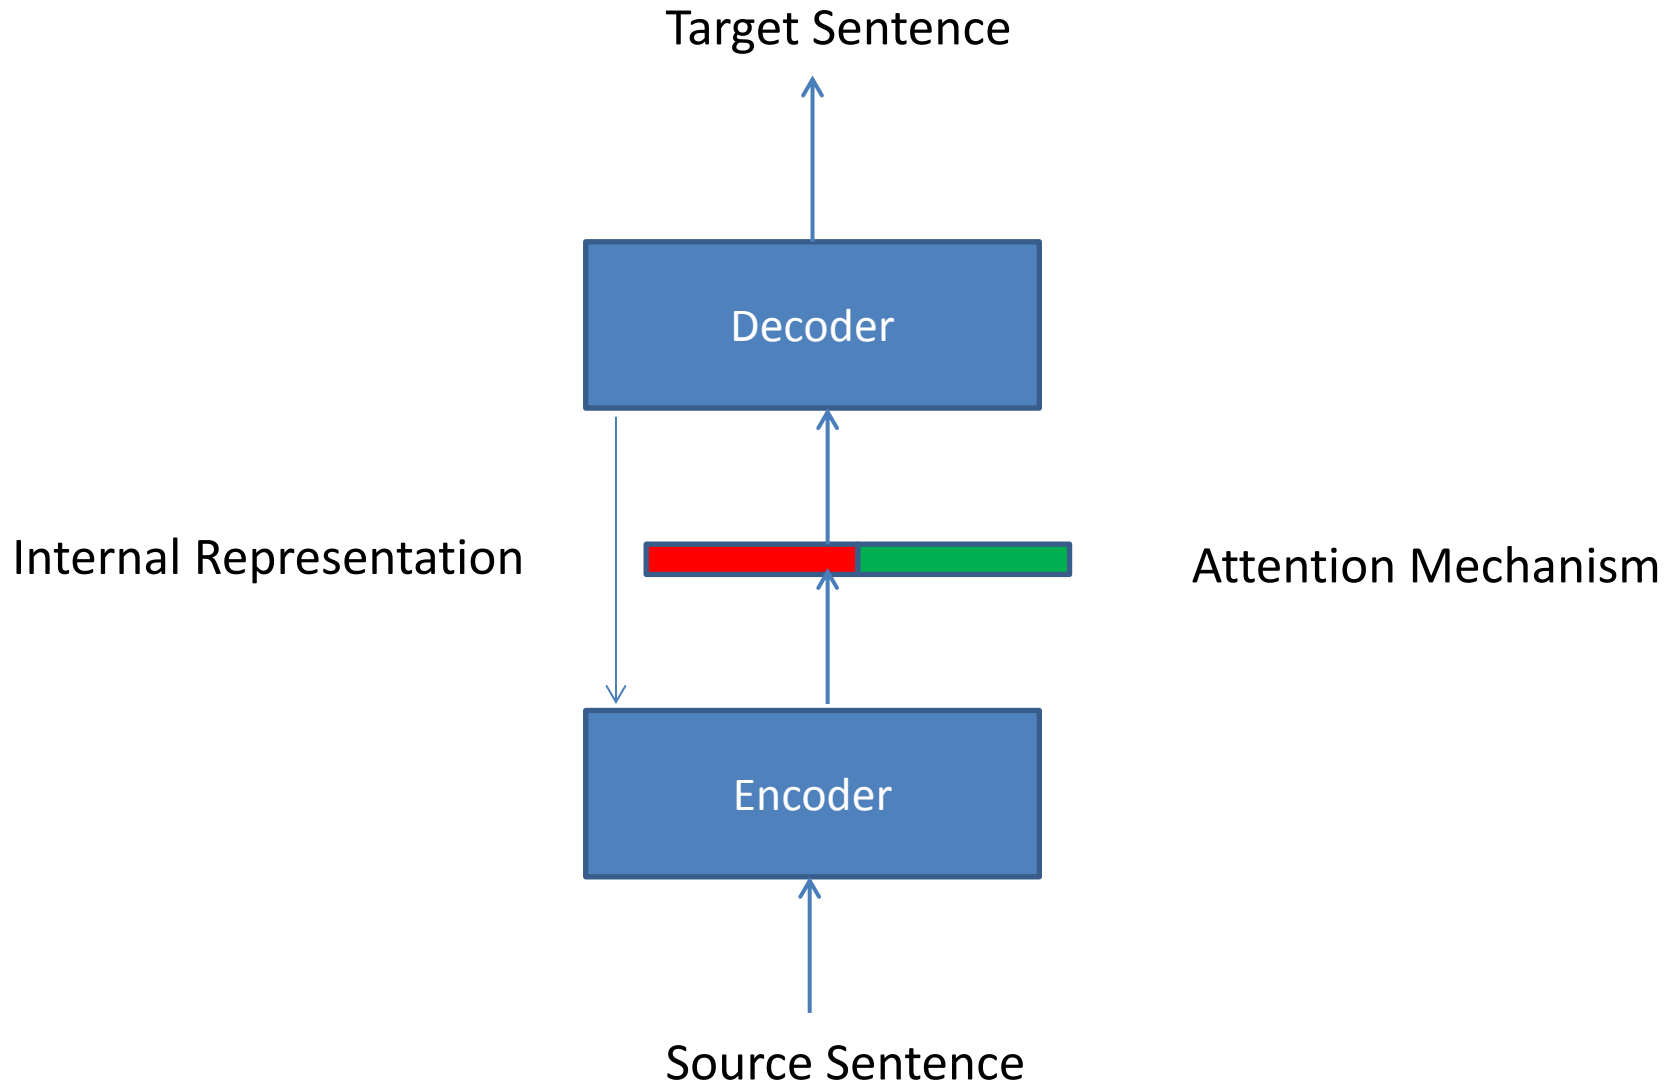 Target Sentence
Decoder
Internal Representation
Attention Mechanism
Encoder
Source Sentence